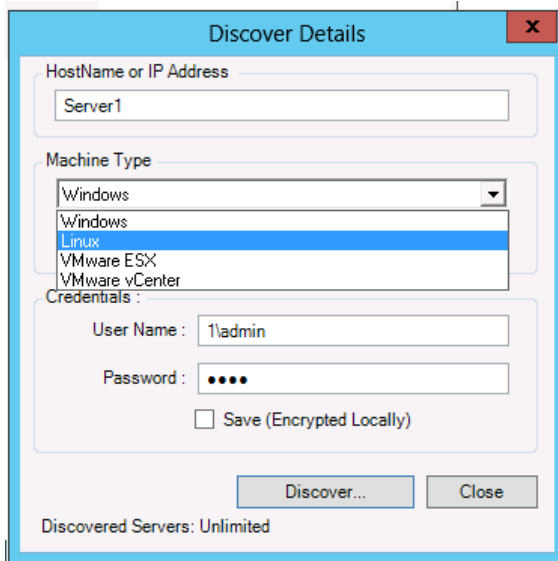 Discover Details
x
HostName or IP Address
Server1
Machine Type
Windows
Windows
Linux
VMware ESX
VMware vCenter
Credentials :
User Name : 1\admin
Password : ●●●●
Save (Encrypted Locally)
Discover... Close
Discovered Servers: Unlimited